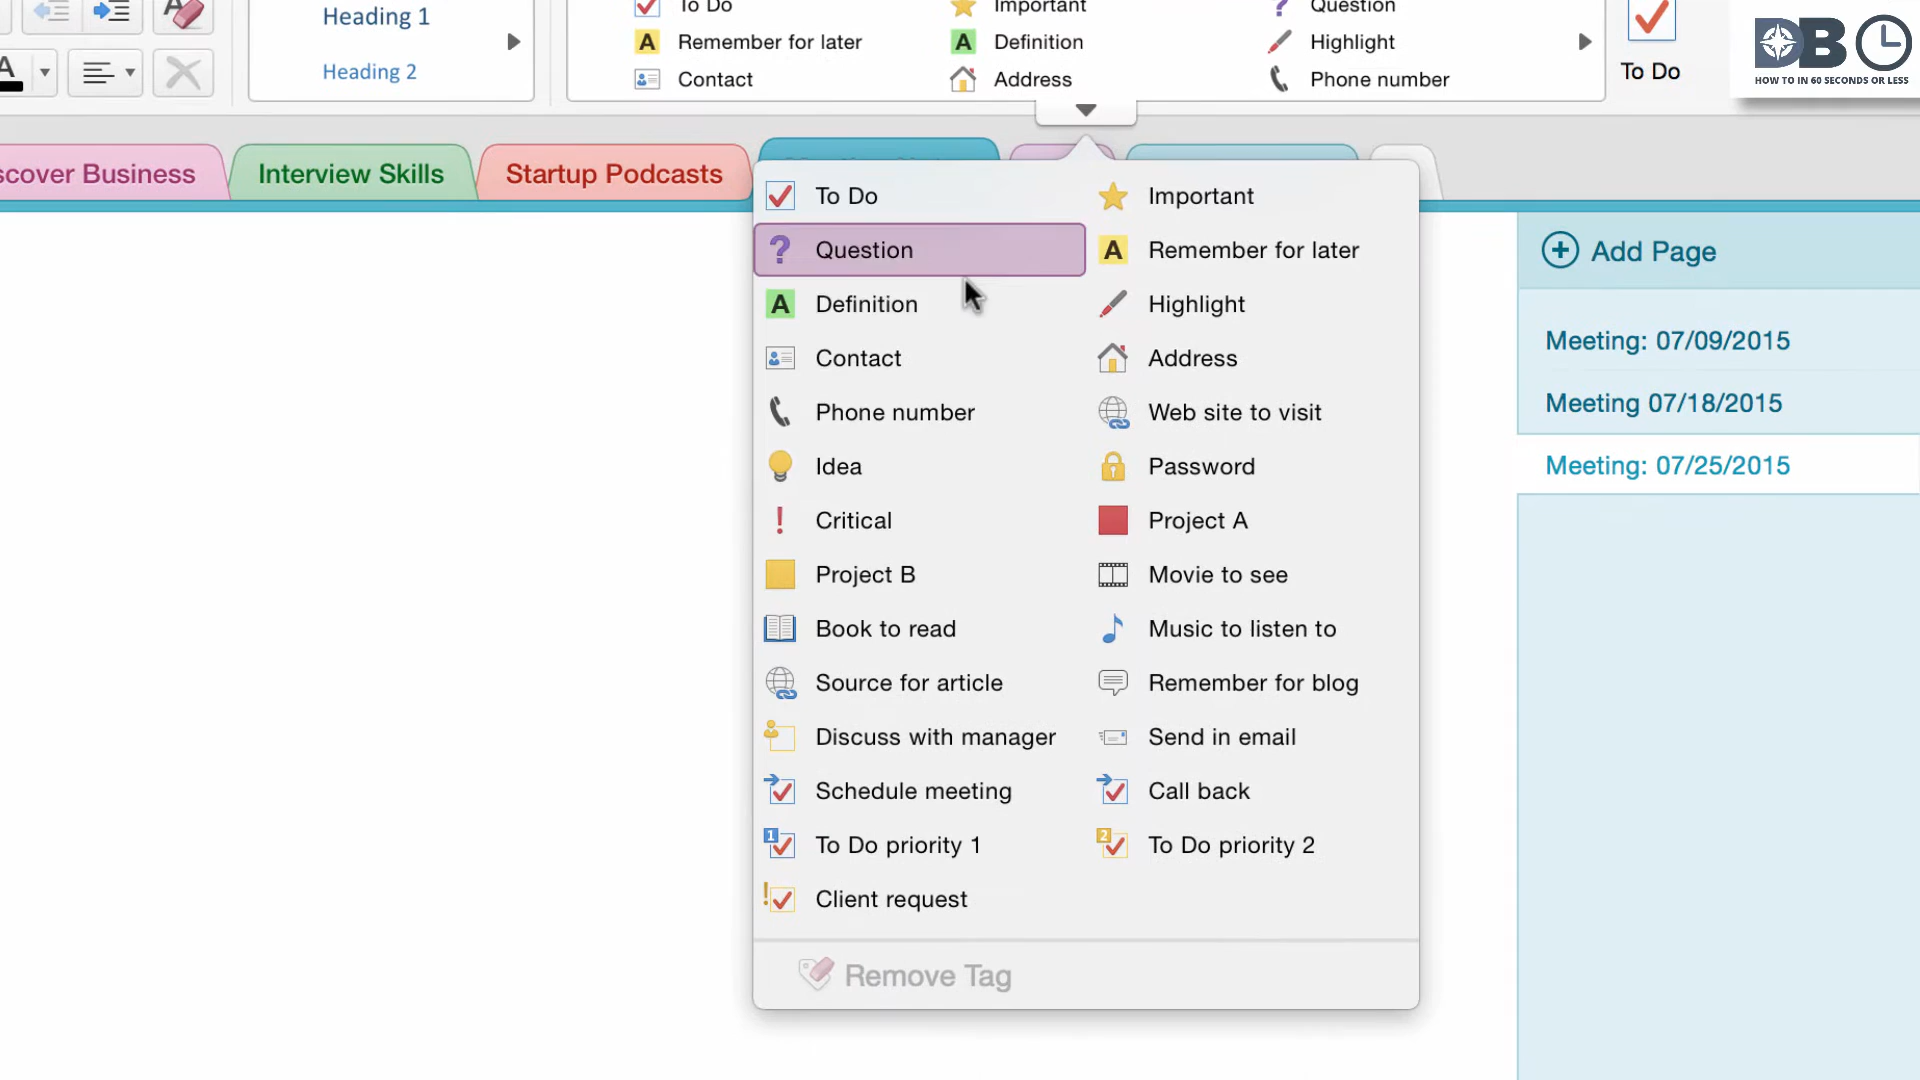 Heading 1
Heading 2
To Do
Important
Question
A Remember for later
A Definition
Highlight
Contact
Address
Phone number
To Do
DB
HOW TO IN 60 SECONDS OR LESS
scover Business
Interview Skills
Startup Podcasts
To Do
Important
? Question
A Remember for later
A Definition
Highlight
Contact
Address
Phone number
Web site to visit
Idea
Password
! Critical
Project A
Project B
Movie to see
Book to read
Music to listen to
Source for article
Remember for blog
Discuss with manager
Send in email
Schedule meeting
Call back
1 To Do priority 1
2 To Do priority 2
! Client request
Remove Tag
Add Page
Meeting: 07/09/2015
Meeting 07/18/2015
Meeting: 07/25/2015